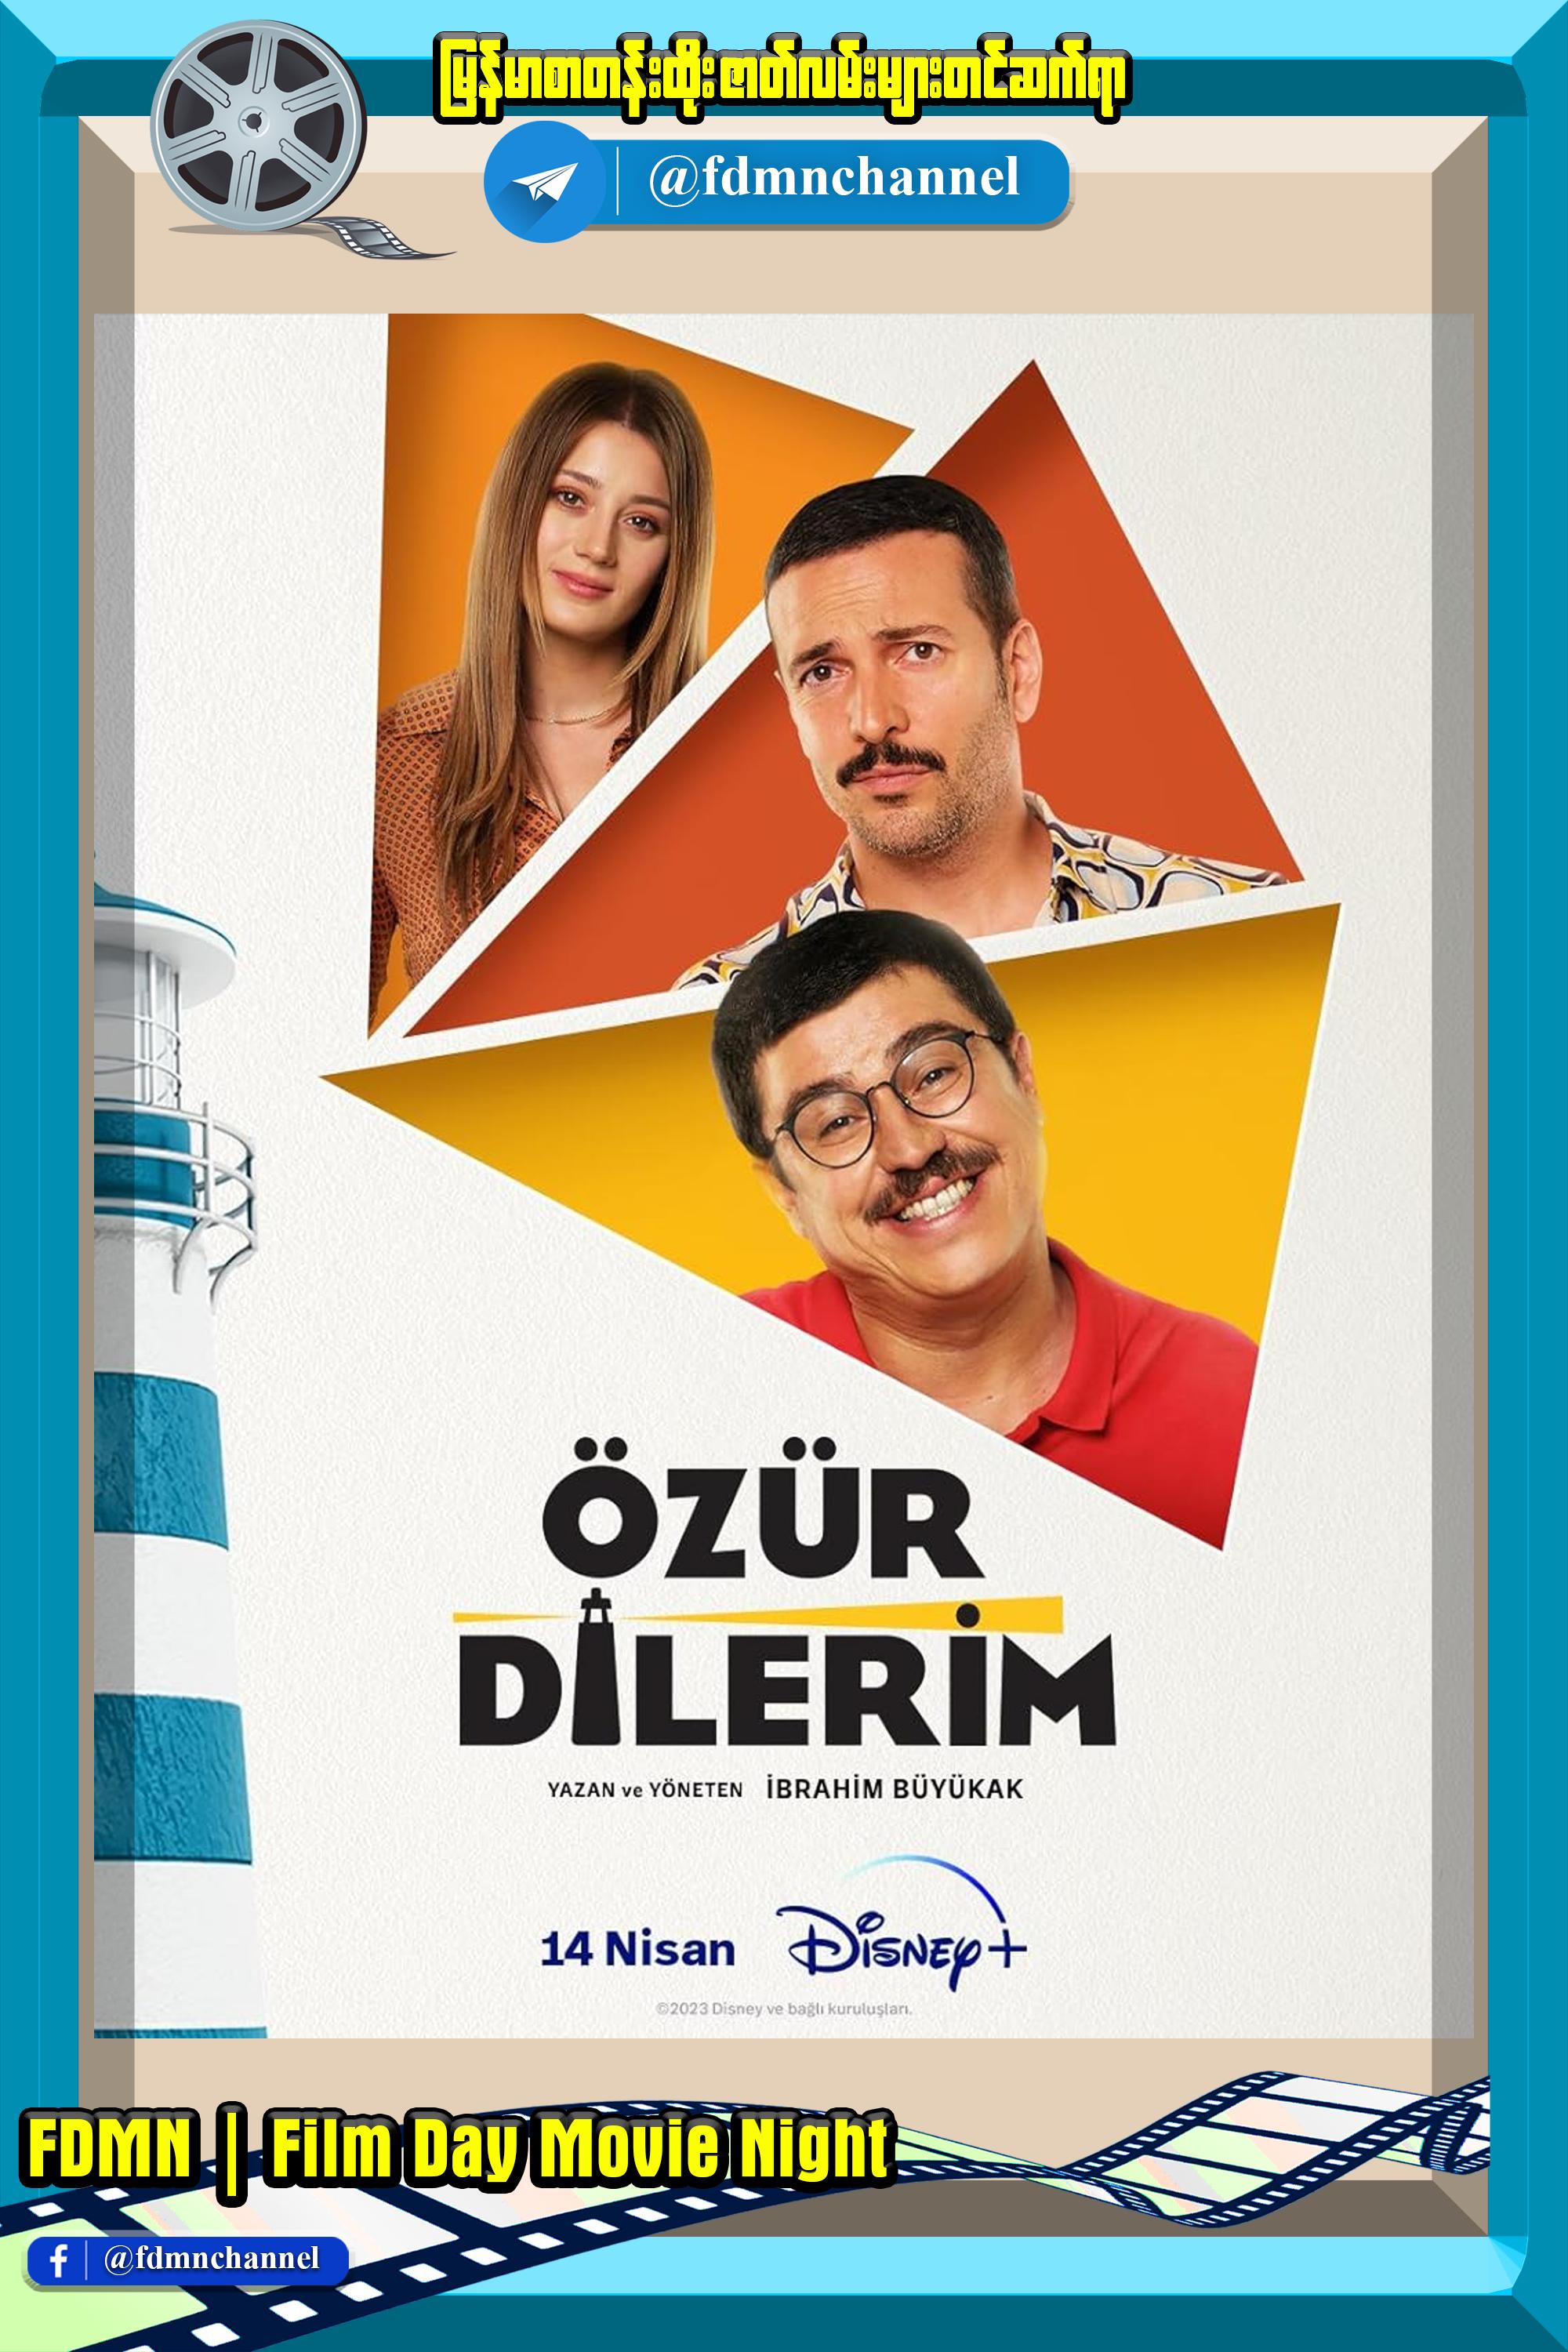 မြန်မာစာတန်းထိုး ဇာတ်လမ်းများတင်ဆက်ရာ
@fdmnchannel
ÖZÜR
DİLERİM
YAZAN ve YÖNETEN İBRAHİM BÜYÜKAK
14 Nisan Disney+
©2023 Disney ve bağlı kuruluşları.
FDMN | Film Day Movie Night
f @fdmnchannel